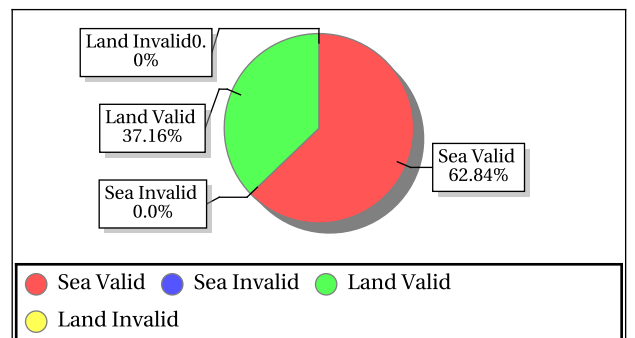 Land Invalid0.
0%
Land Valid
37.16%
Sea Invalid
0.0%
Sea Valid
62.84%
Sea Valid Sea Invalid Land Valid
Land Invalid